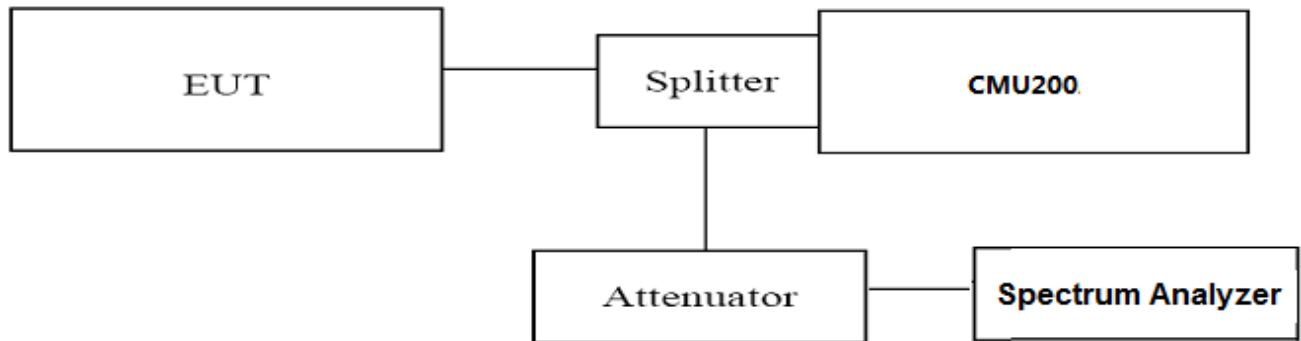 EUT
Splitter
CMU200.
Attenuator
Spectrum Analyzer